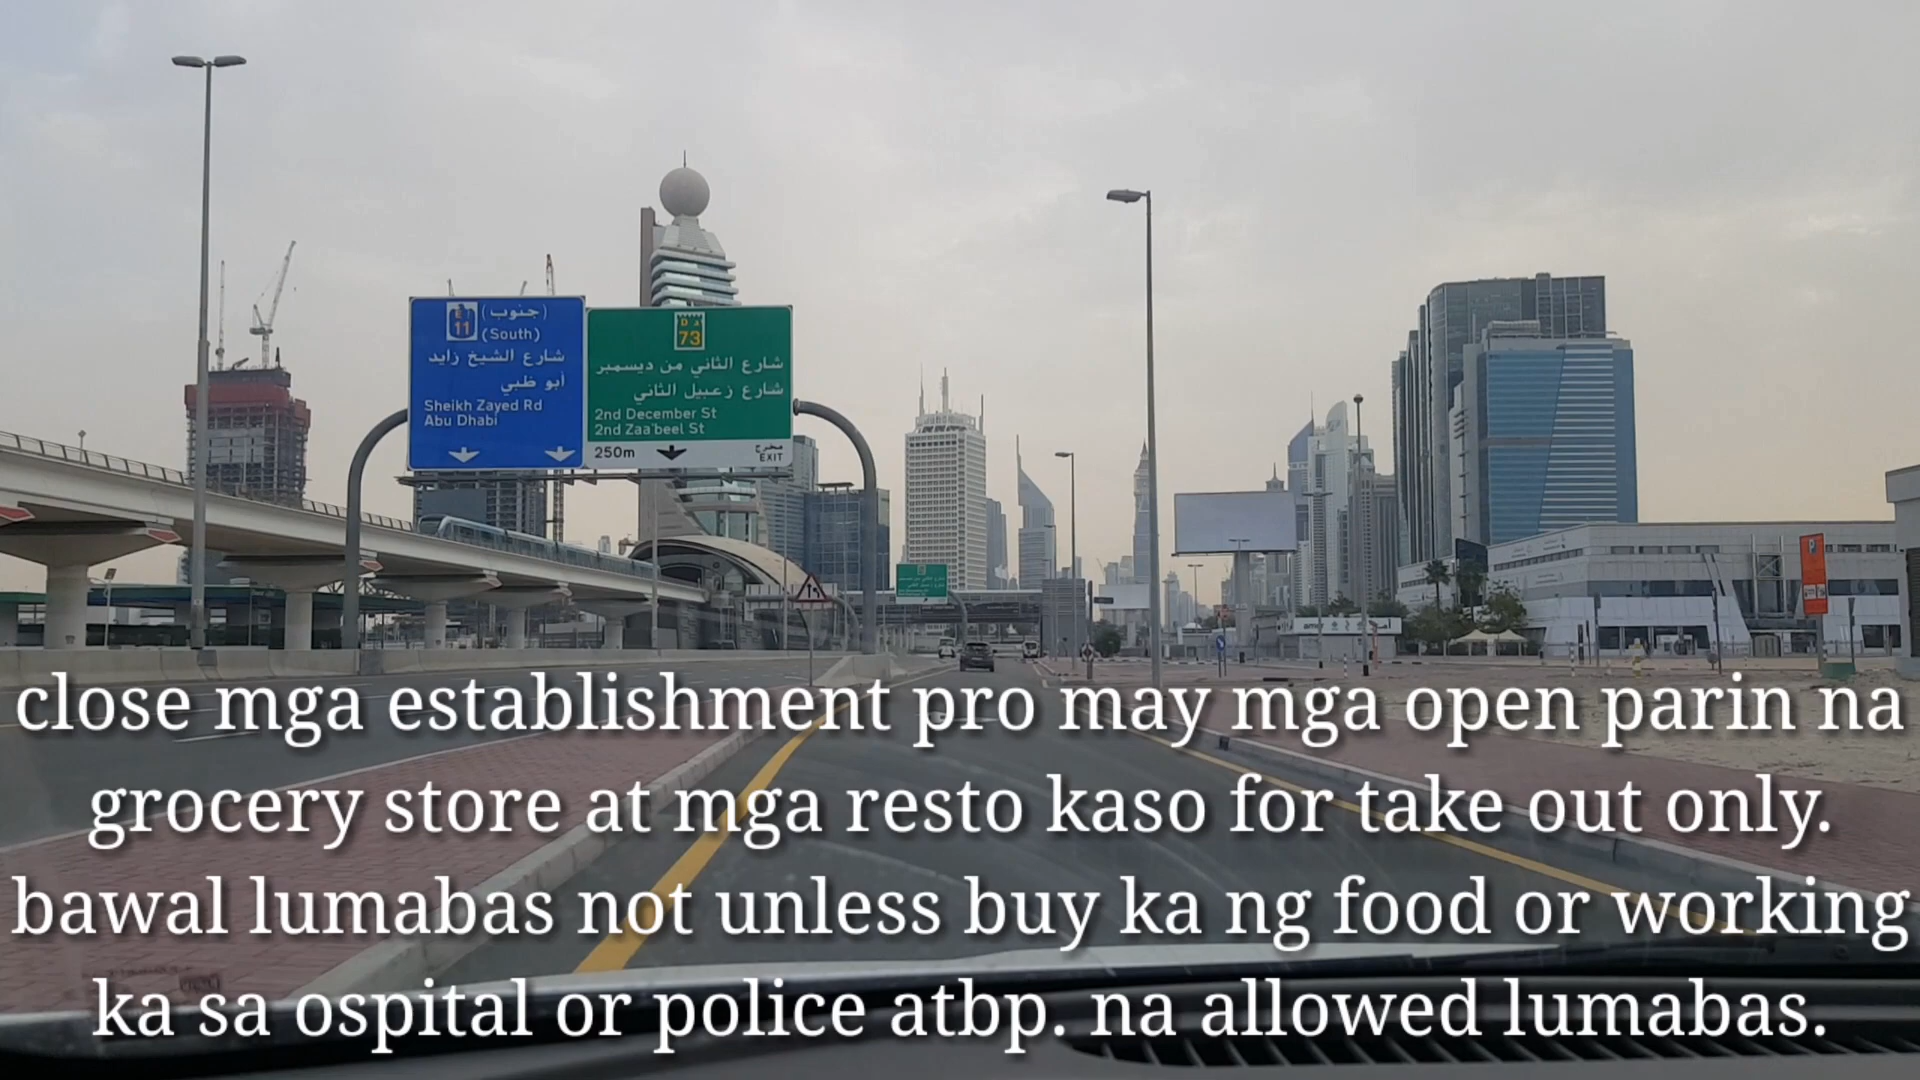 E 11
(جنوب)
(South)
شارع الشيخ زايد
أبو ظبي
Sheikh Zayed Rd
Abu Dhabi
73
شارع الثاني من ديسمبر
شارع زعبيل الثاني
2nd December St
2nd Zaa'beel St
250m
مخرج
EXIT
P
close mga establishment pro may mga open parin na
grocery store at mga resto kaso for take out only.
bawal lumabas not unless buy ka ng food or working
ka sa ospital or police atbp. na allowed lumabas.